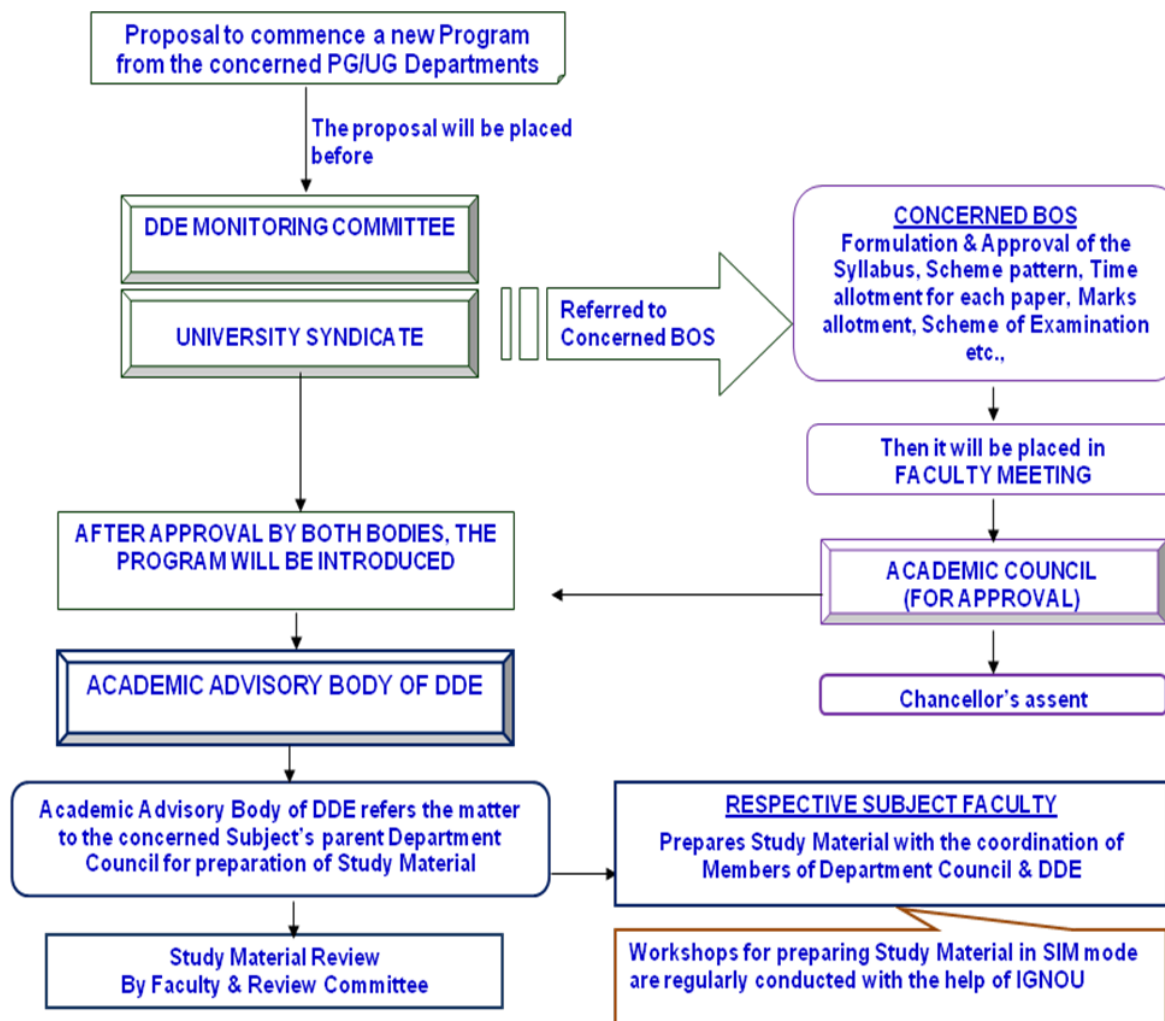 Proposal to commence a new Program
from the concerned PG/UG Departments
The proposal will be placed
before
DDE MONITORING COMMITTEE
UNIVERSITY SYNDICATE
Referred to
Concerned BOS
CONCERNED BOS
Formulation & Approval of the
Syllabus, Scheme pattern, Time
allotment for each paper, Marks
allotment, Scheme of Examination
etc.,
Then it will be placed in
FACULTY MEETING
AFTER APPROVAL BY BOTH BODIES, THE
PROGRAM WILL BE INTRODUCED
ACADEMIC COUNCIL
(FOR APPROVAL)
Chancellor's assent
ACADEMIC ADVISORY BODY OF DDE
Academic Advisory Body of DDE refers the matter
to the concerned Subject's parent Department
Council for preparation of Study Material
RESPECTIVE SUBJECT FACULTY
Prepares Study Material with the coordination of
Members of Department Council & DDE
Study Material Review
By Faculty & Review Committee
Workshops for preparing Study Material in SIM mode
are regularly conducted with the help of IGNOU